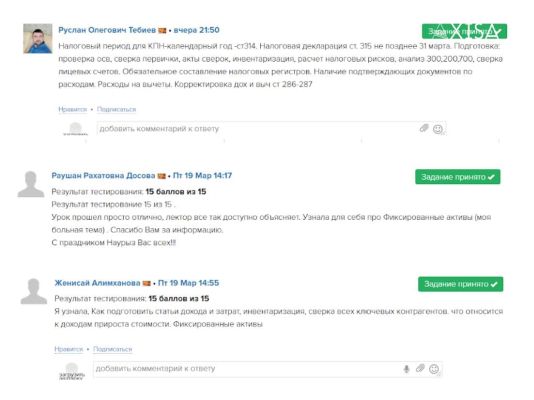 Руслан Олегович Тебиев • вчера 21:50
Задание принято
AXISA
Налоговый период для КПН-календарный год -ст314. Налоговая декларация ст. 315 не позднее 31 марта. Подготовка:
проверка осв, сверка первички, акты сверок, инвентаризация, расчет налоговых рисков, анализ 300,200,700, сверка
лицевых счетов. Обязательное составление налоговых регистров. Наличие подтверждающих документов по
расходам. Расходы на вычеты. Корректировка дох и выч ст 286-287
Нравится • Подписаться
добавить комментарий к ответу
Раушан Рахатовна Досова • Пт 19 Мар 14:17
Задание принято
Результат тестирования: 15 баллов из 15
Результат тестирование 15 из 15 .
Урок прошел просто отлично, лектор все так доступно объясняет. Узнала для себя про Фиксированные активы (моя
больная тема) . Спасибо Вам за информацию.
С праздником Наурыз Вас всех!!!
Женисай Алимханова • Пт 19 Мар 14:55
Задание принято
Результат тестирования: 15 баллов из 15
Я узнала, Как подготовить статьи дохода и затрат, инвентаризация, сверка всех ключевых контрагентов. что относится
к доходам прироста стоимости. Фиксированные активы
Нравится • Подписаться
загрузить
добавить комментарий к ответу